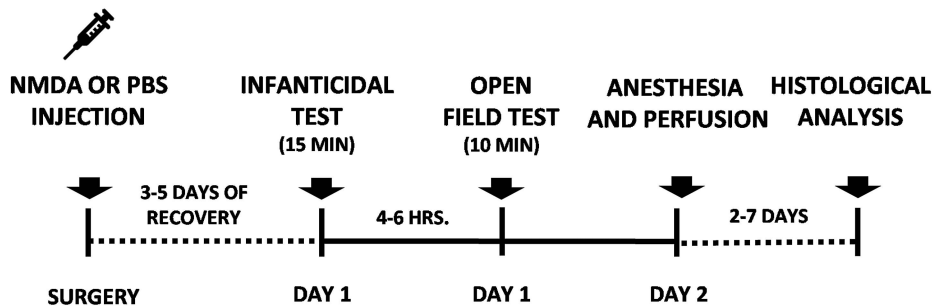 NMDA OR PBS
INJECTION
INFANTICIDAL
TEST
(15 MIN)
OPEN
FIELD TEST
(10 MIN)
ANESTHESIA
AND PERFUSION
HISTOLOGICAL
ANALYSIS
3-5 DAYS OF
RECOVERY
4-6 HRS.
2-7 DAYS
SURGERY
DAY 1
DAY 1
DAY 2